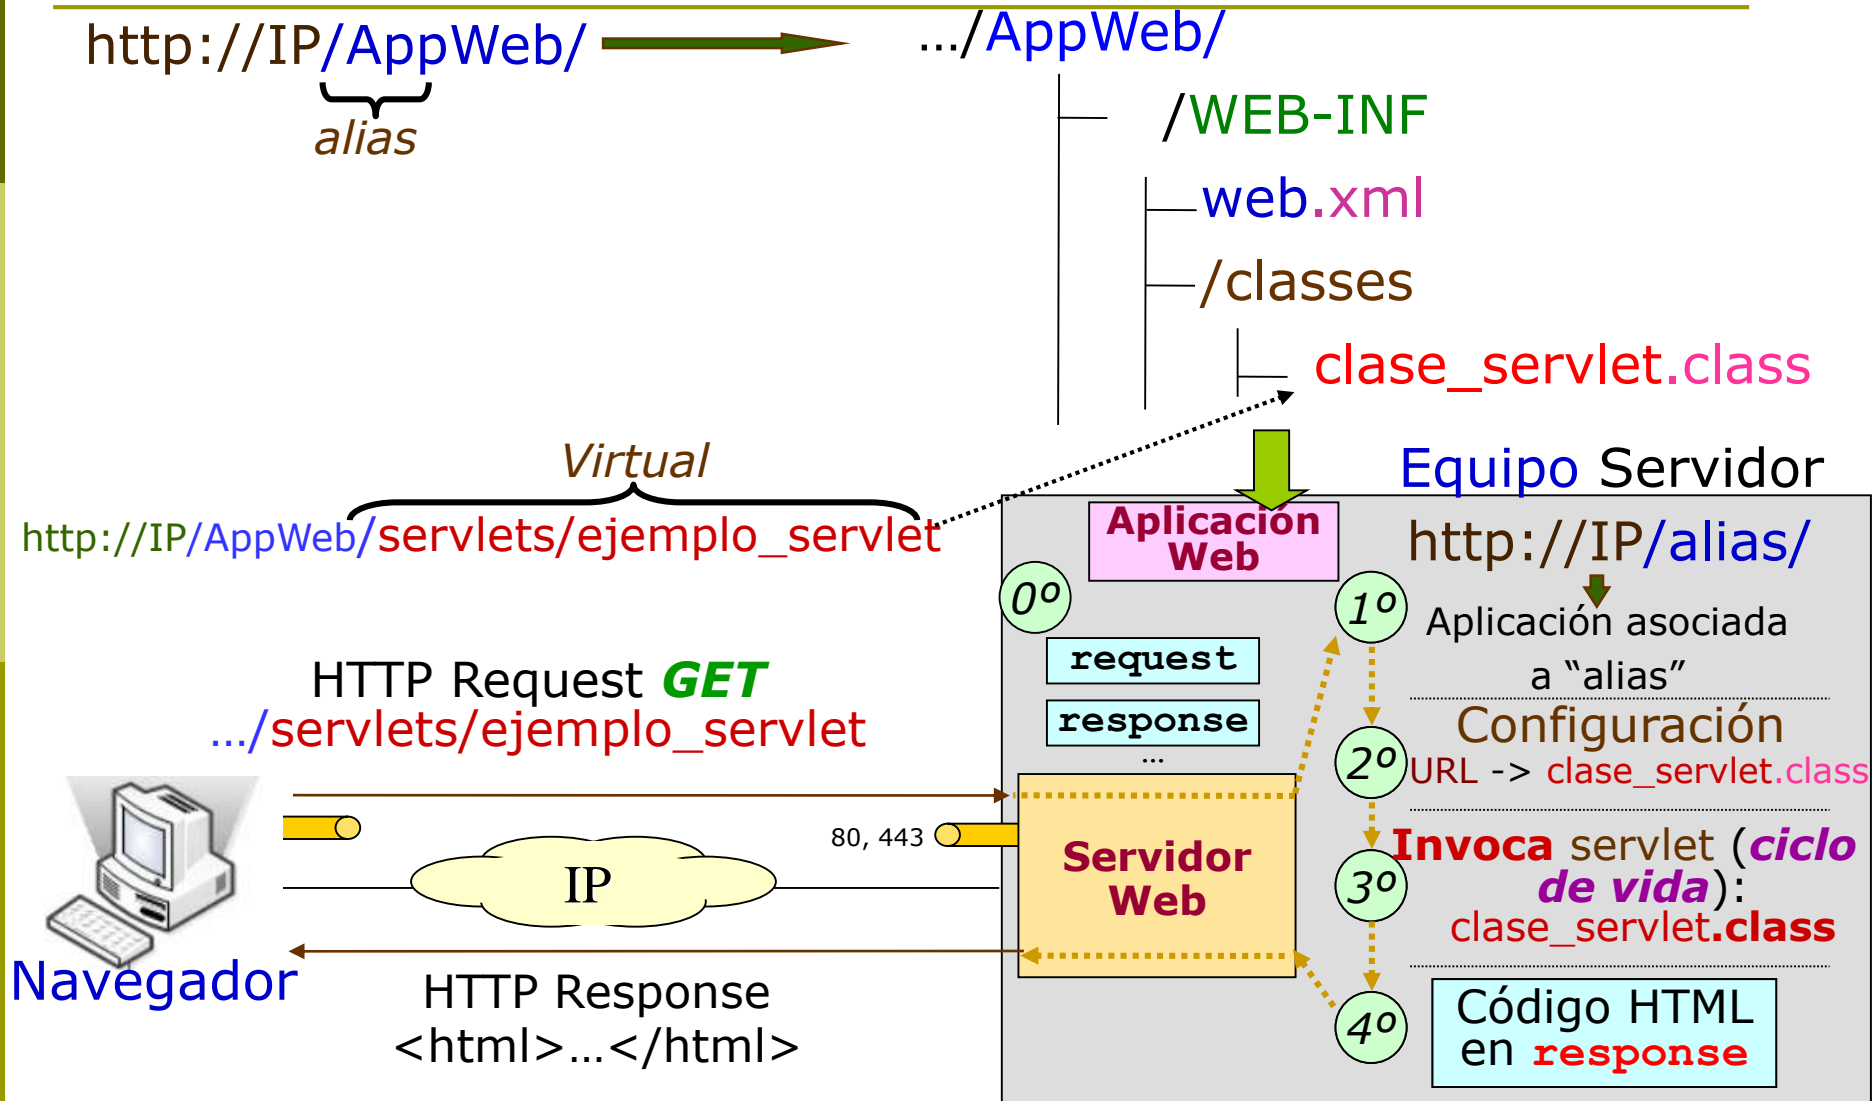 http://IP/AppWeb/
alias
.../AppWeb/
/WEB-INF
web.xml
/classes
clase_servlet.class
Virtual
http://IP/AppWeb/servlets/ejemplo_servlet
Equipo Servidor
Aplicación
Web
http://IP/alias/
0º
1º
Aplicación asociada
a “alias”
request
response
...
HTTP Request GET
.../servlets/ejemplo_servlet
2º
Configuración
URL -> clase_servlet.class
80, 443
IP
Servidor
Web
3º
Invoca servlet (ciclo
de vida):
clase_servlet.class
Navegador
HTTP Response
<html>...</html>
4º
Código HTML
en response